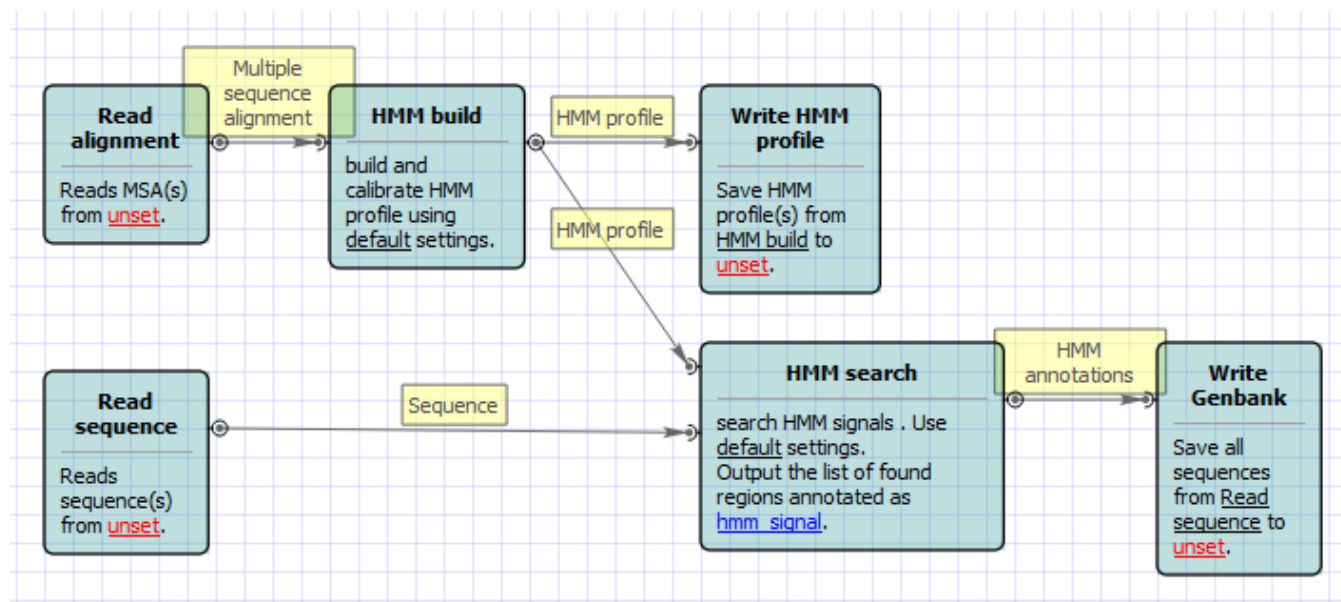 Multiple
sequence
alignment
Read
alignment
Reads MSA(s)
from unset.
HMM build
build and
calibrate HMM
profile using
default settings.
HMM profile
HMM profile
Write HMM
profile
Save HMM
profile(s) from
HMM build to
unset.
Read
sequence
Reads
sequence(s)
from unset.
Sequence
HMM search
search HMM signals . Use
default settings.
Output the list of found
regions annotated as
hmm_signal.
HMM
annotations
Write
Genbank
Save all
sequences
from Read
sequence to
unset.